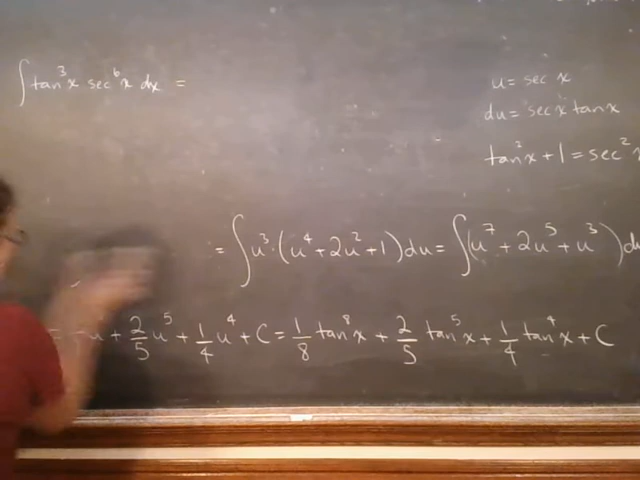 ∫tan³x sec⁶x dx =
u = sec x
du = sec x tan x
tan²x + 1 = sec²x
= ∫u³·(u⁴ + 2u² + 1)du = ∫(u⁷ + 2u⁵ + u³)du
= u + 2/5 u⁵ + 1/4 u⁴ + C = 1/8 tan⁸x + 2/5 tan⁵x + 1/4 tan⁴x + C